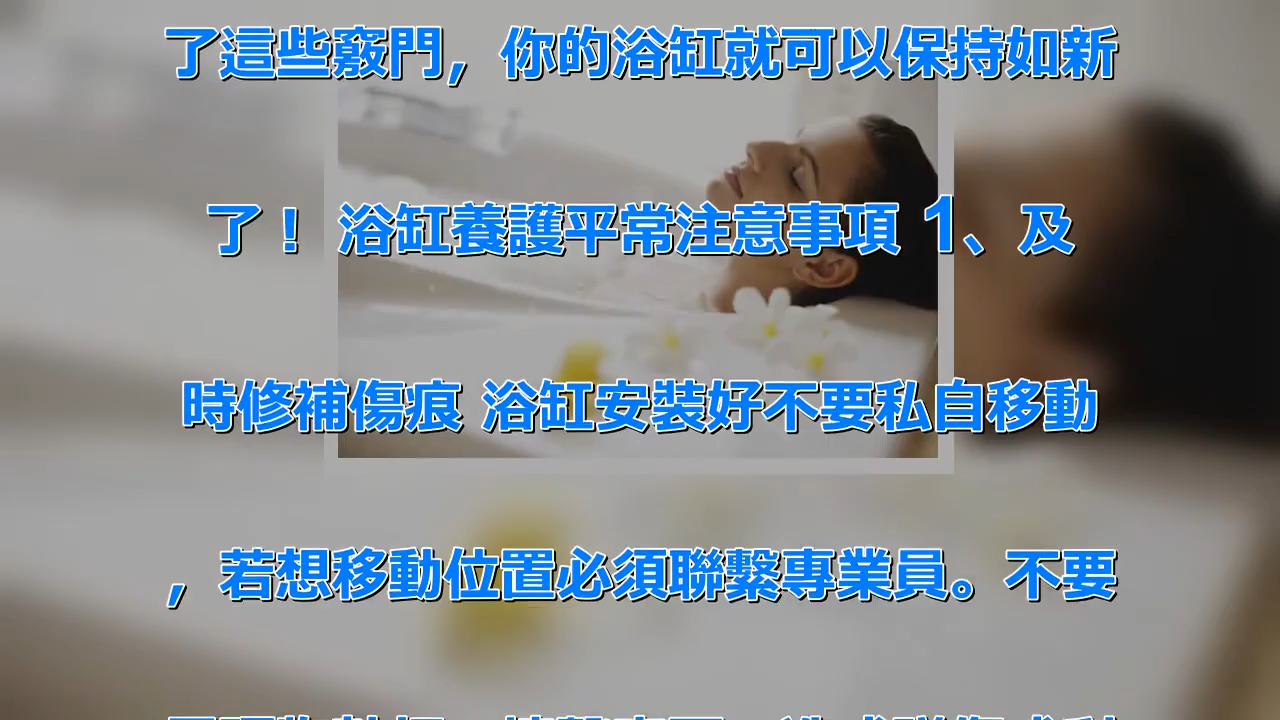 了這些竅門，你的浴缸就可以保持如新
了！ 浴缸養護平常注意事項 1、及
時修補傷痕 浴缸安裝好不要私自移動
，若想移動位置必須聯繫專業員。不要